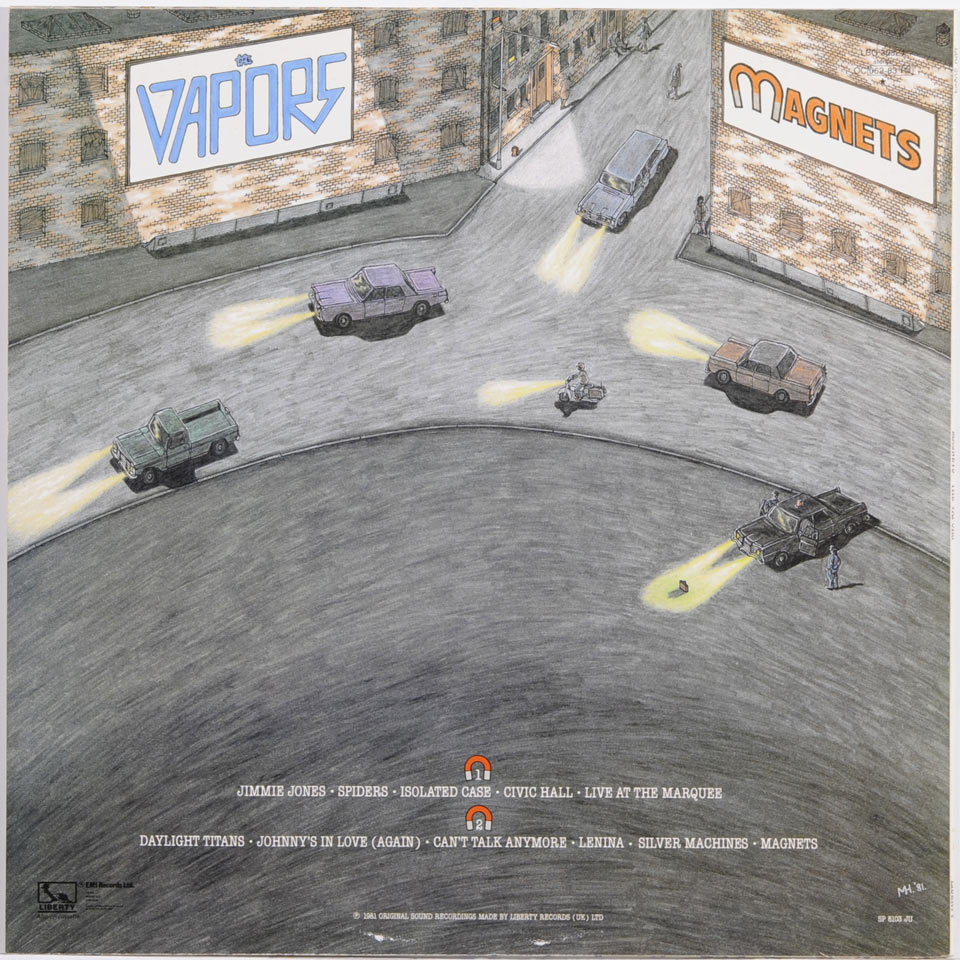 the
VAPORS
MAGNETS
1
JIMMIE JONES · SPIDERS · ISOLATED CASE · CIVIC HALL · LIVE AT THE MARQUEE
2
DAYLIGHT TITANS · JOHNNY'S IN LOVE (AGAIN) · CAN'T TALK ANYMORE · LENINA · SILVER MACHINES · MAGNETS
EMI Records Ltd.
LIBERTY
MH.'81.
℗ 1981 ORIGINAL SOUND RECORDINGS MADE BY LIBERTY RECORDS (UK) LTD
SP 8103 JU